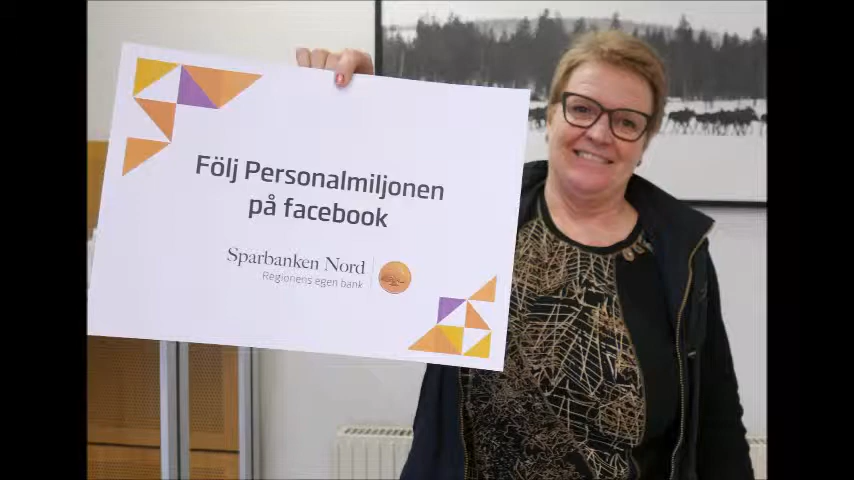 Följ Personalmiljonen
på facebook
Sparbanken Nord
Regionens egen bank